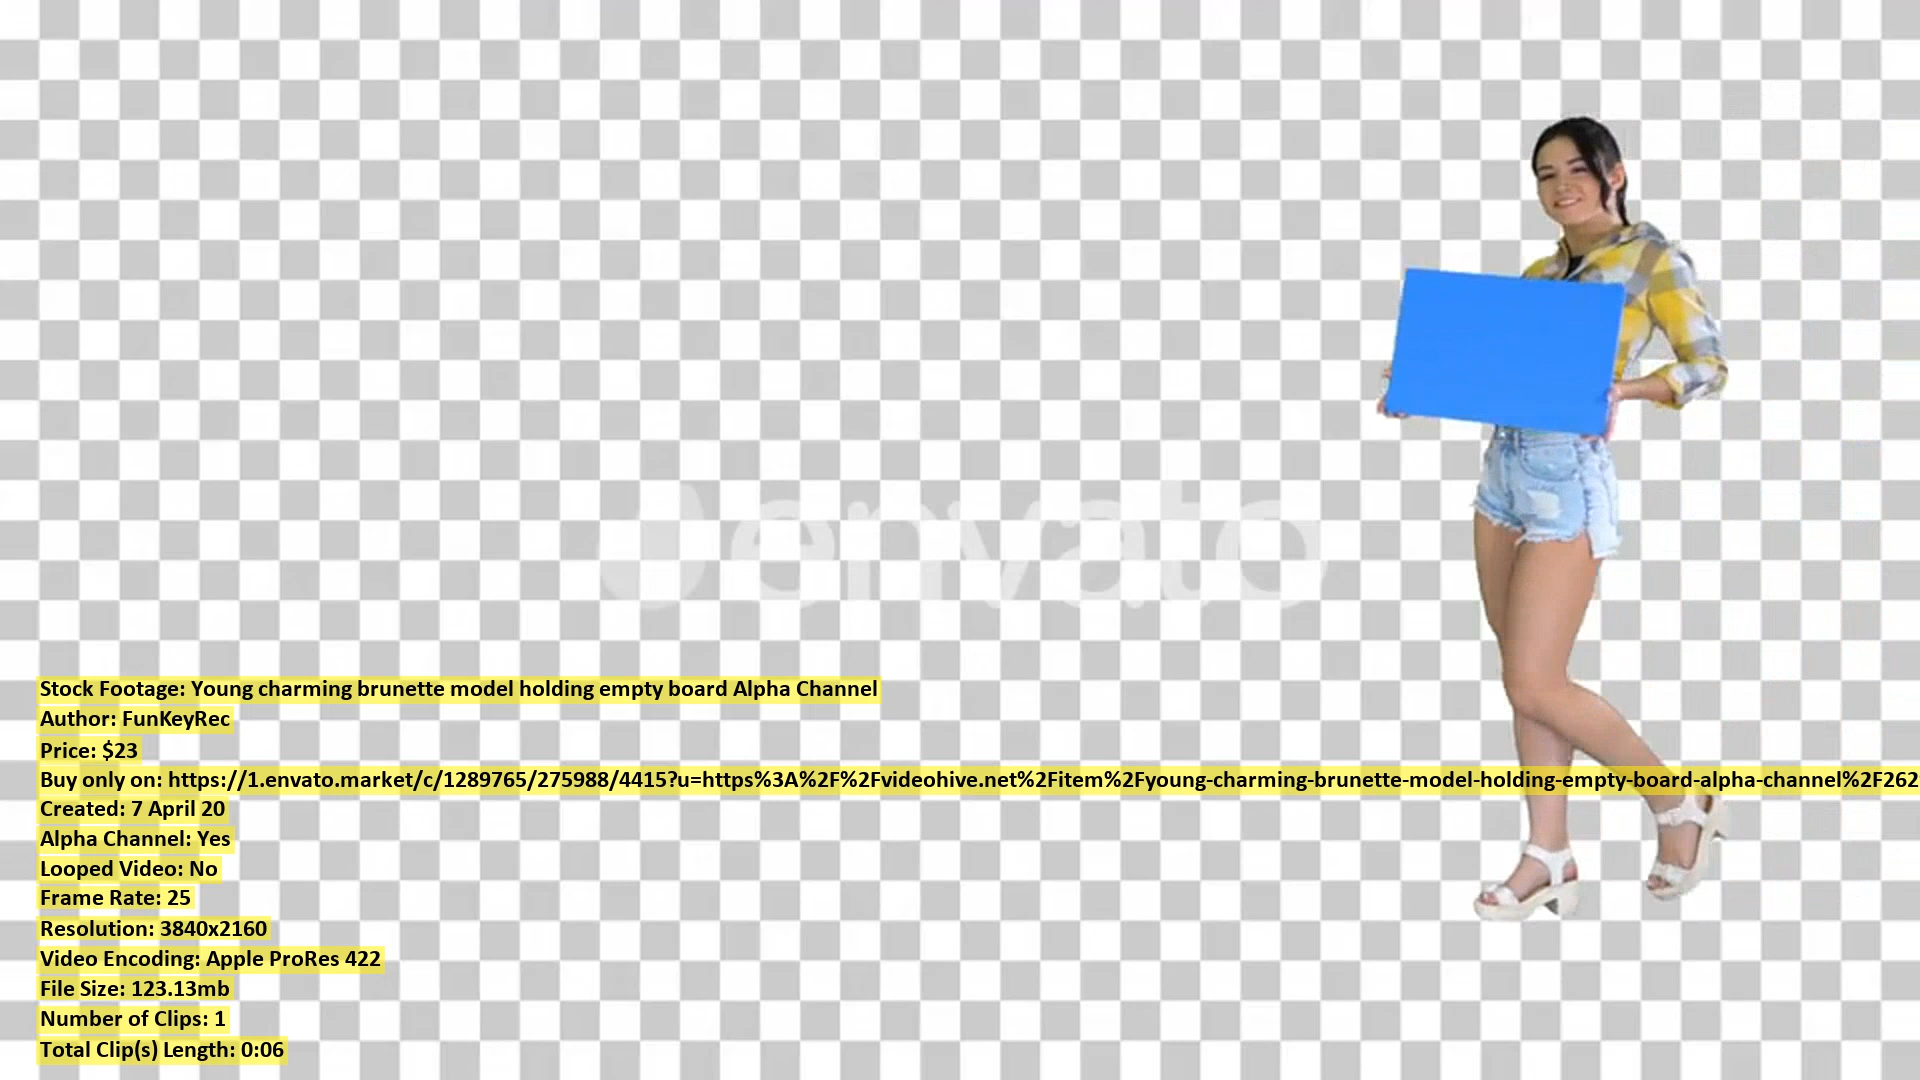 envato
Stock Footage: Young charming brunette model holding empty board Alpha Channel
Author: FunKeyRec
Price: $23
Buy only on: https://1.envato.market/c/1289765/275988/4415?u=https%3A%2F%2Fvideohive.net%2Fitem%2Fyoung-charming-brunette-model-holding-empty-board-alpha-channel%2F262
Created: 7 April 20
Alpha Channel: Yes
Looped Video: No
Frame Rate: 25
Resolution: 3840x2160
Video Encoding: Apple ProRes 422
File Size: 123.13mb
Number of Clips: 1
Total Clip(s) Length: 0:06